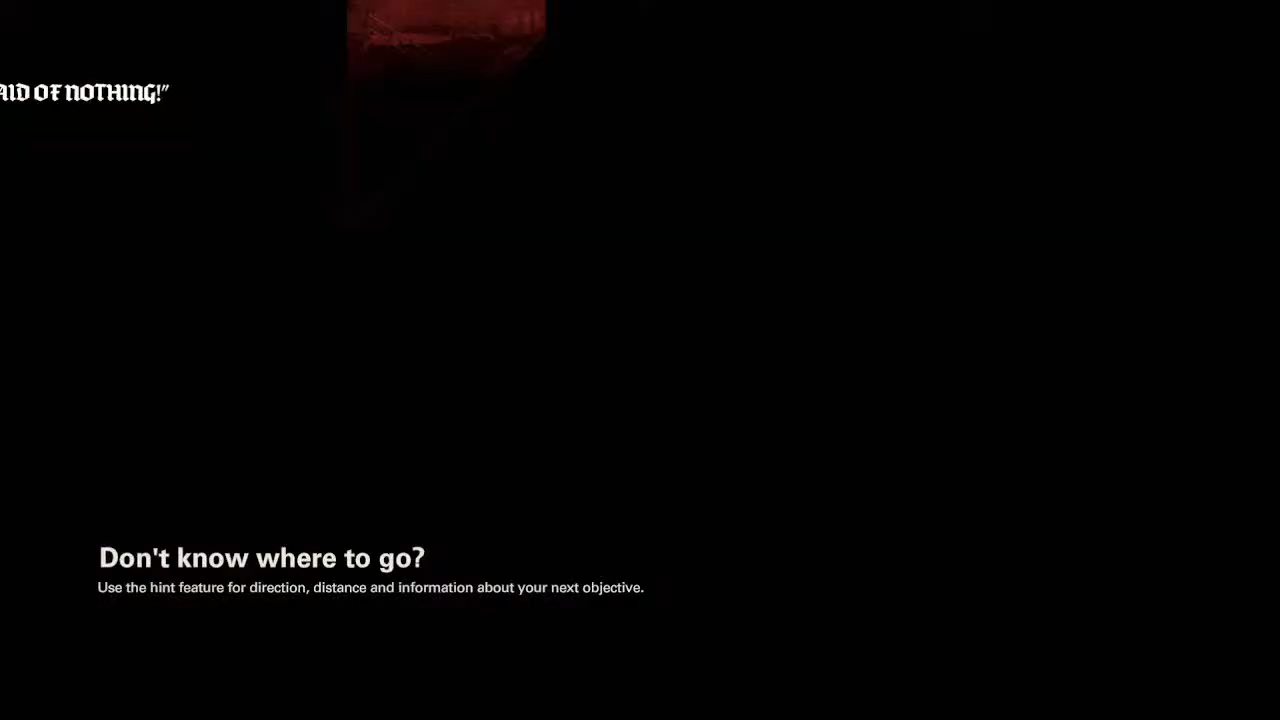 OF NOTHING!"
Don't know where to go?
Use the hint feature for direction, distance and information about your next objective.